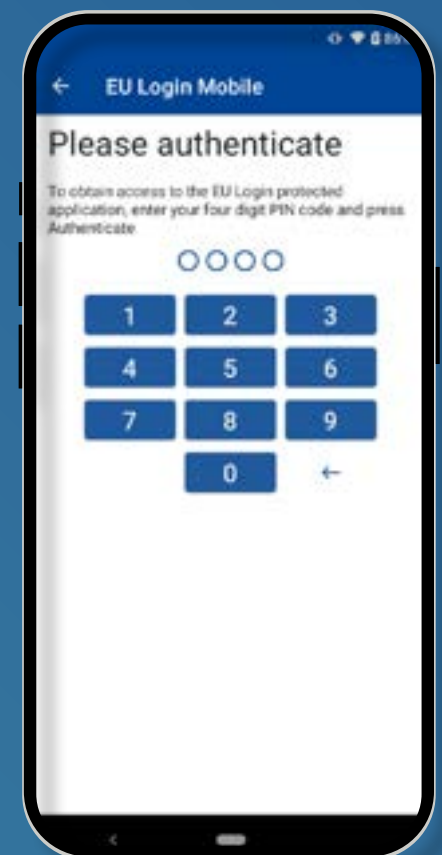 EU Login Mobile
Please authenticate
To obtain access to the EU Login protected
application, enter your four digit PIN code and press
Authenticate
1 2 3
4 5 6
7 8 9
0